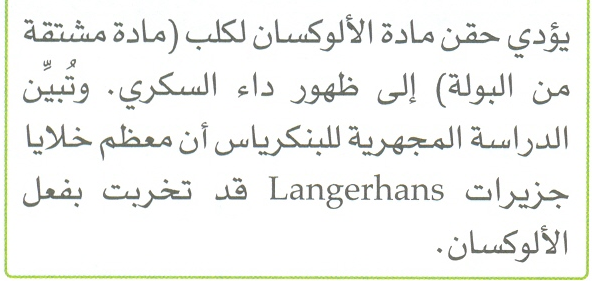 يؤدي حقن مادة الألوكسان لكلب (مادة مشتقة
من البولة) إلى ظهور داء السكري. وتُبيِّن
الدراسة المجهرية للبنكرياس أن معظم خلايا
جزيرات Langerhans قد تخربت بفعل
الألوكسان.